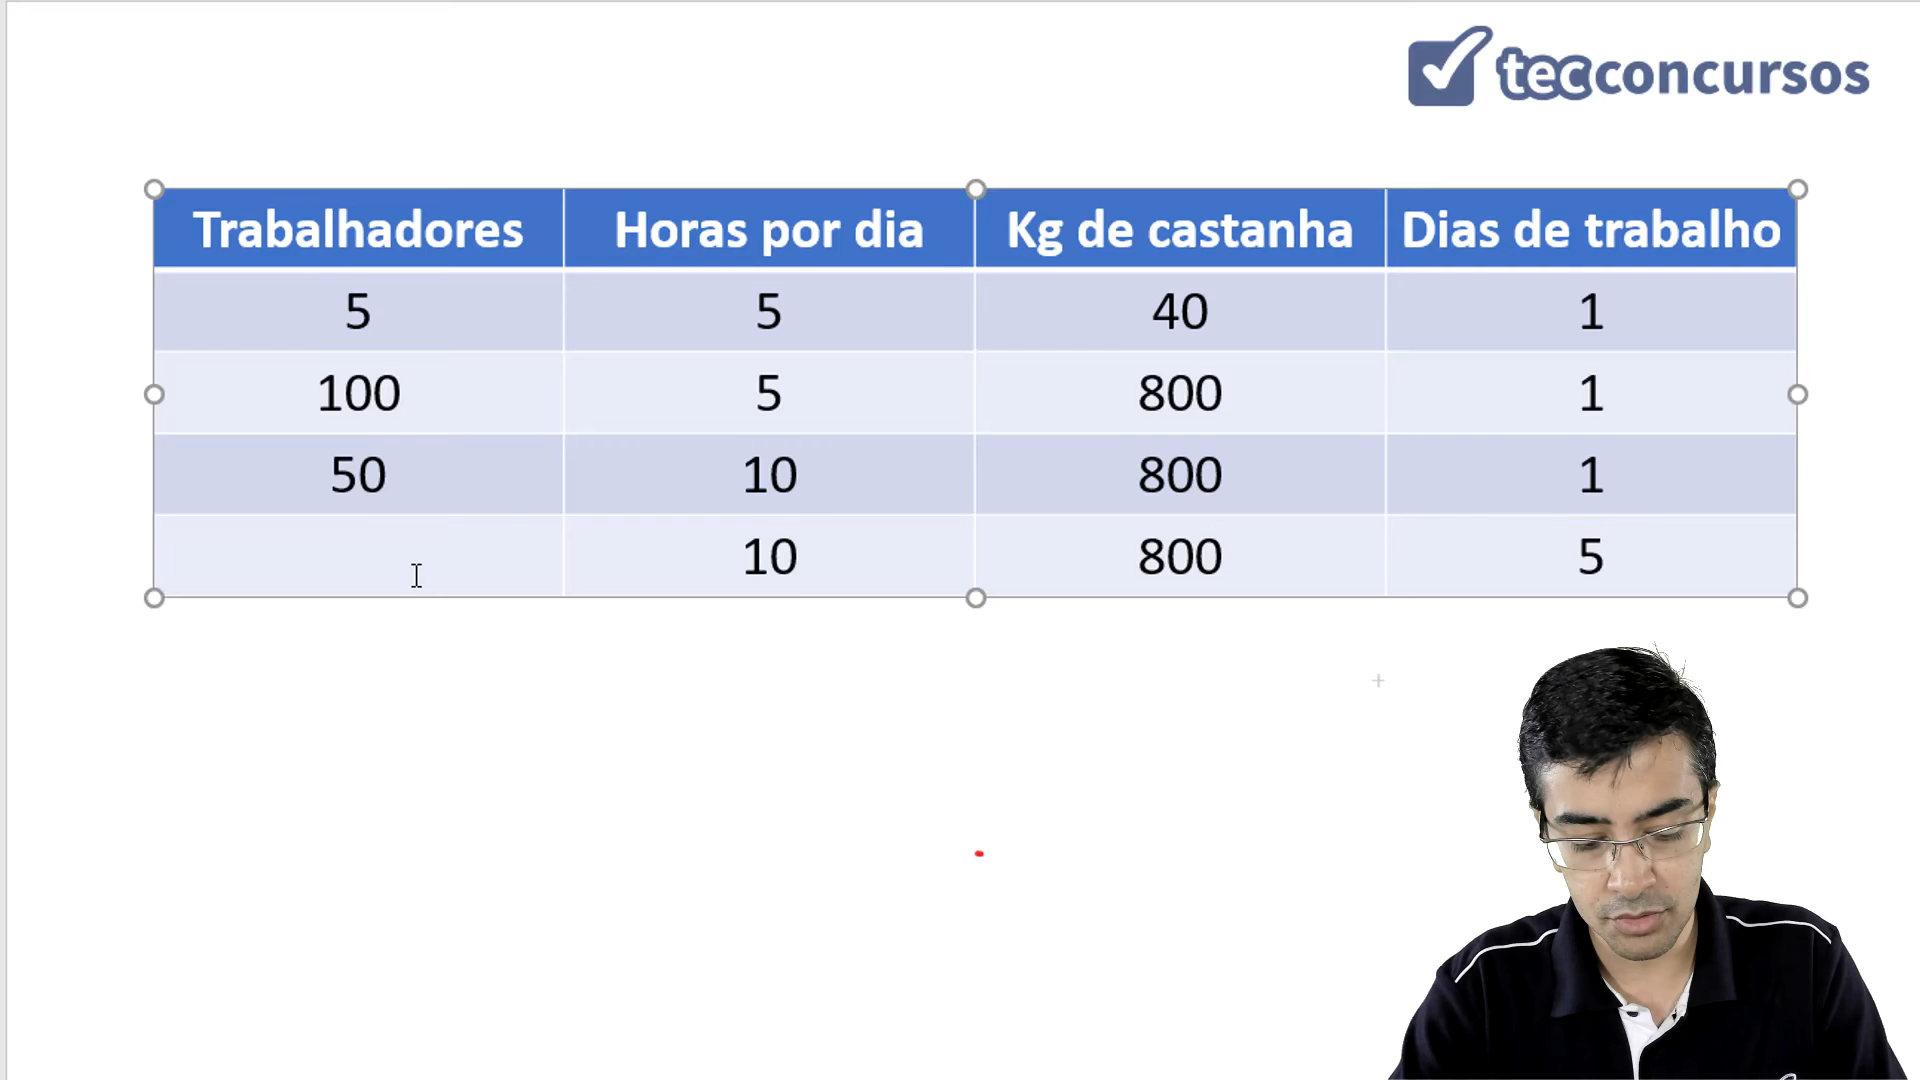 tecconcursos
Trabalhadores Horas por dia Kg de castanha Dias de trabalho
5 5 40 1
100 5 800 1
50 10 800 1
10 800 5